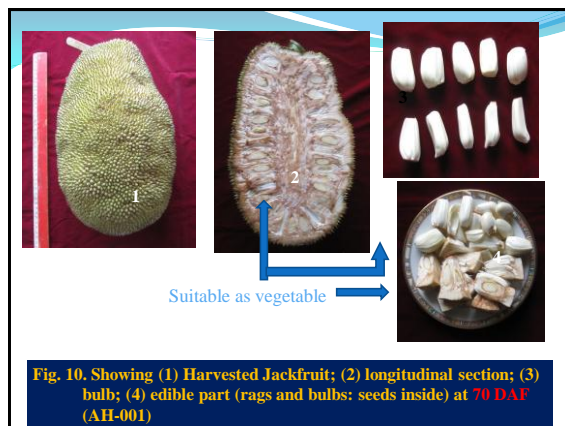 1
2
3
4
Suitable as vegetable
Fig. 10. Showing (1) Harvested Jackfruit; (2) longitudinal section; (3)
bulb; (4) edible part (rags and bulbs: seeds inside) at 70 DAF
(AH-001)